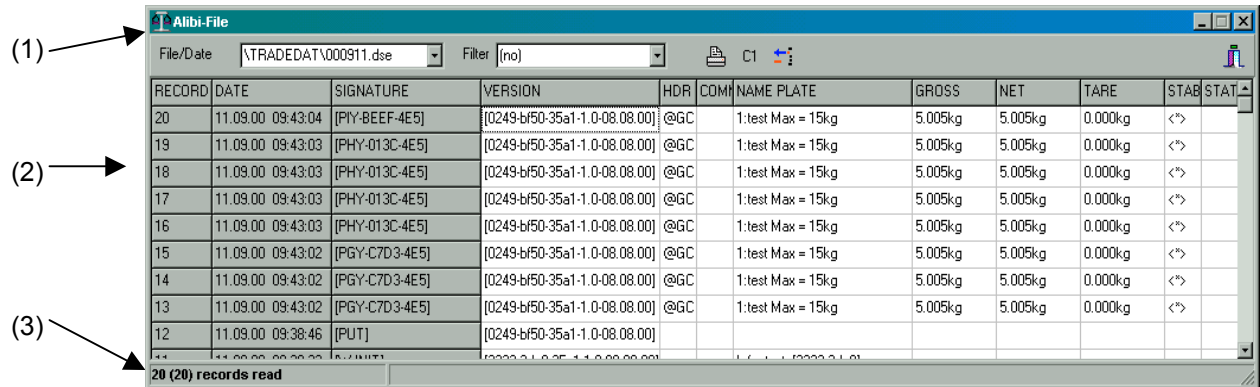 (1)
Alibi-File
File/Date \TRADEDAT\000911.dse Filter (no) C1
RECORD DATE SIGNATURE VERSION HDR COMM NAME PLATE GROSS NET TARE STAB STAT
20 11.09.00 09:43:04 [PIY-BEEF-4E5] [0249-bf50-35a1-1.0-08.08.00] @GC 1:test Max = 15kg 5.005kg 5.005kg 0.000kg <*>
19 11.09.00 09:43:03 [PHY-013C-4E5] [0249-bf50-35a1-1.0-08.08.00] @GC 1:test Max = 15kg 5.005kg 5.005kg 0.000kg <*>
(2)
18 11.09.00 09:43:03 [PHY-013C-4E5] [0249-bf50-35a1-1.0-08.08.00] @GC 1:test Max = 15kg 5.005kg 5.005kg 0.000kg <*>
17 11.09.00 09:43:03 [PHY-013C-4E5] [0249-bf50-35a1-1.0-08.08.00] @GC 1:test Max = 15kg 5.005kg 5.005kg 0.000kg <*>
16 11.09.00 09:43:03 [PHY-013C-4E5] [0249-bf50-35a1-1.0-08.08.00] @GC 1:test Max = 15kg 5.005kg 5.005kg 0.000kg <*>
15 11.09.00 09:43:02 [PGY-C7D3-4E5] [0249-bf50-35a1-1.0-08.08.00] @GC 1:test Max = 15kg 5.005kg 5.005kg 0.000kg <*>
14 11.09.00 09:43:02 [PGY-C7D3-4E5] [0249-bf50-35a1-1.0-08.08.00] @GC 1:test Max = 15kg 5.005kg 5.005kg 0.000kg <*>
13 11.09.00 09:43:02 [PGY-C7D3-4E5] [0249-bf50-35a1-1.0-08.08.00] @GC 1:test Max = 15kg 5.005kg 5.005kg 0.000kg <*>
(3)
12 11.09.00 09:38:46 [PUT] [0249-bf50-35a1-1.0-08.08.00]
20 (20) records read